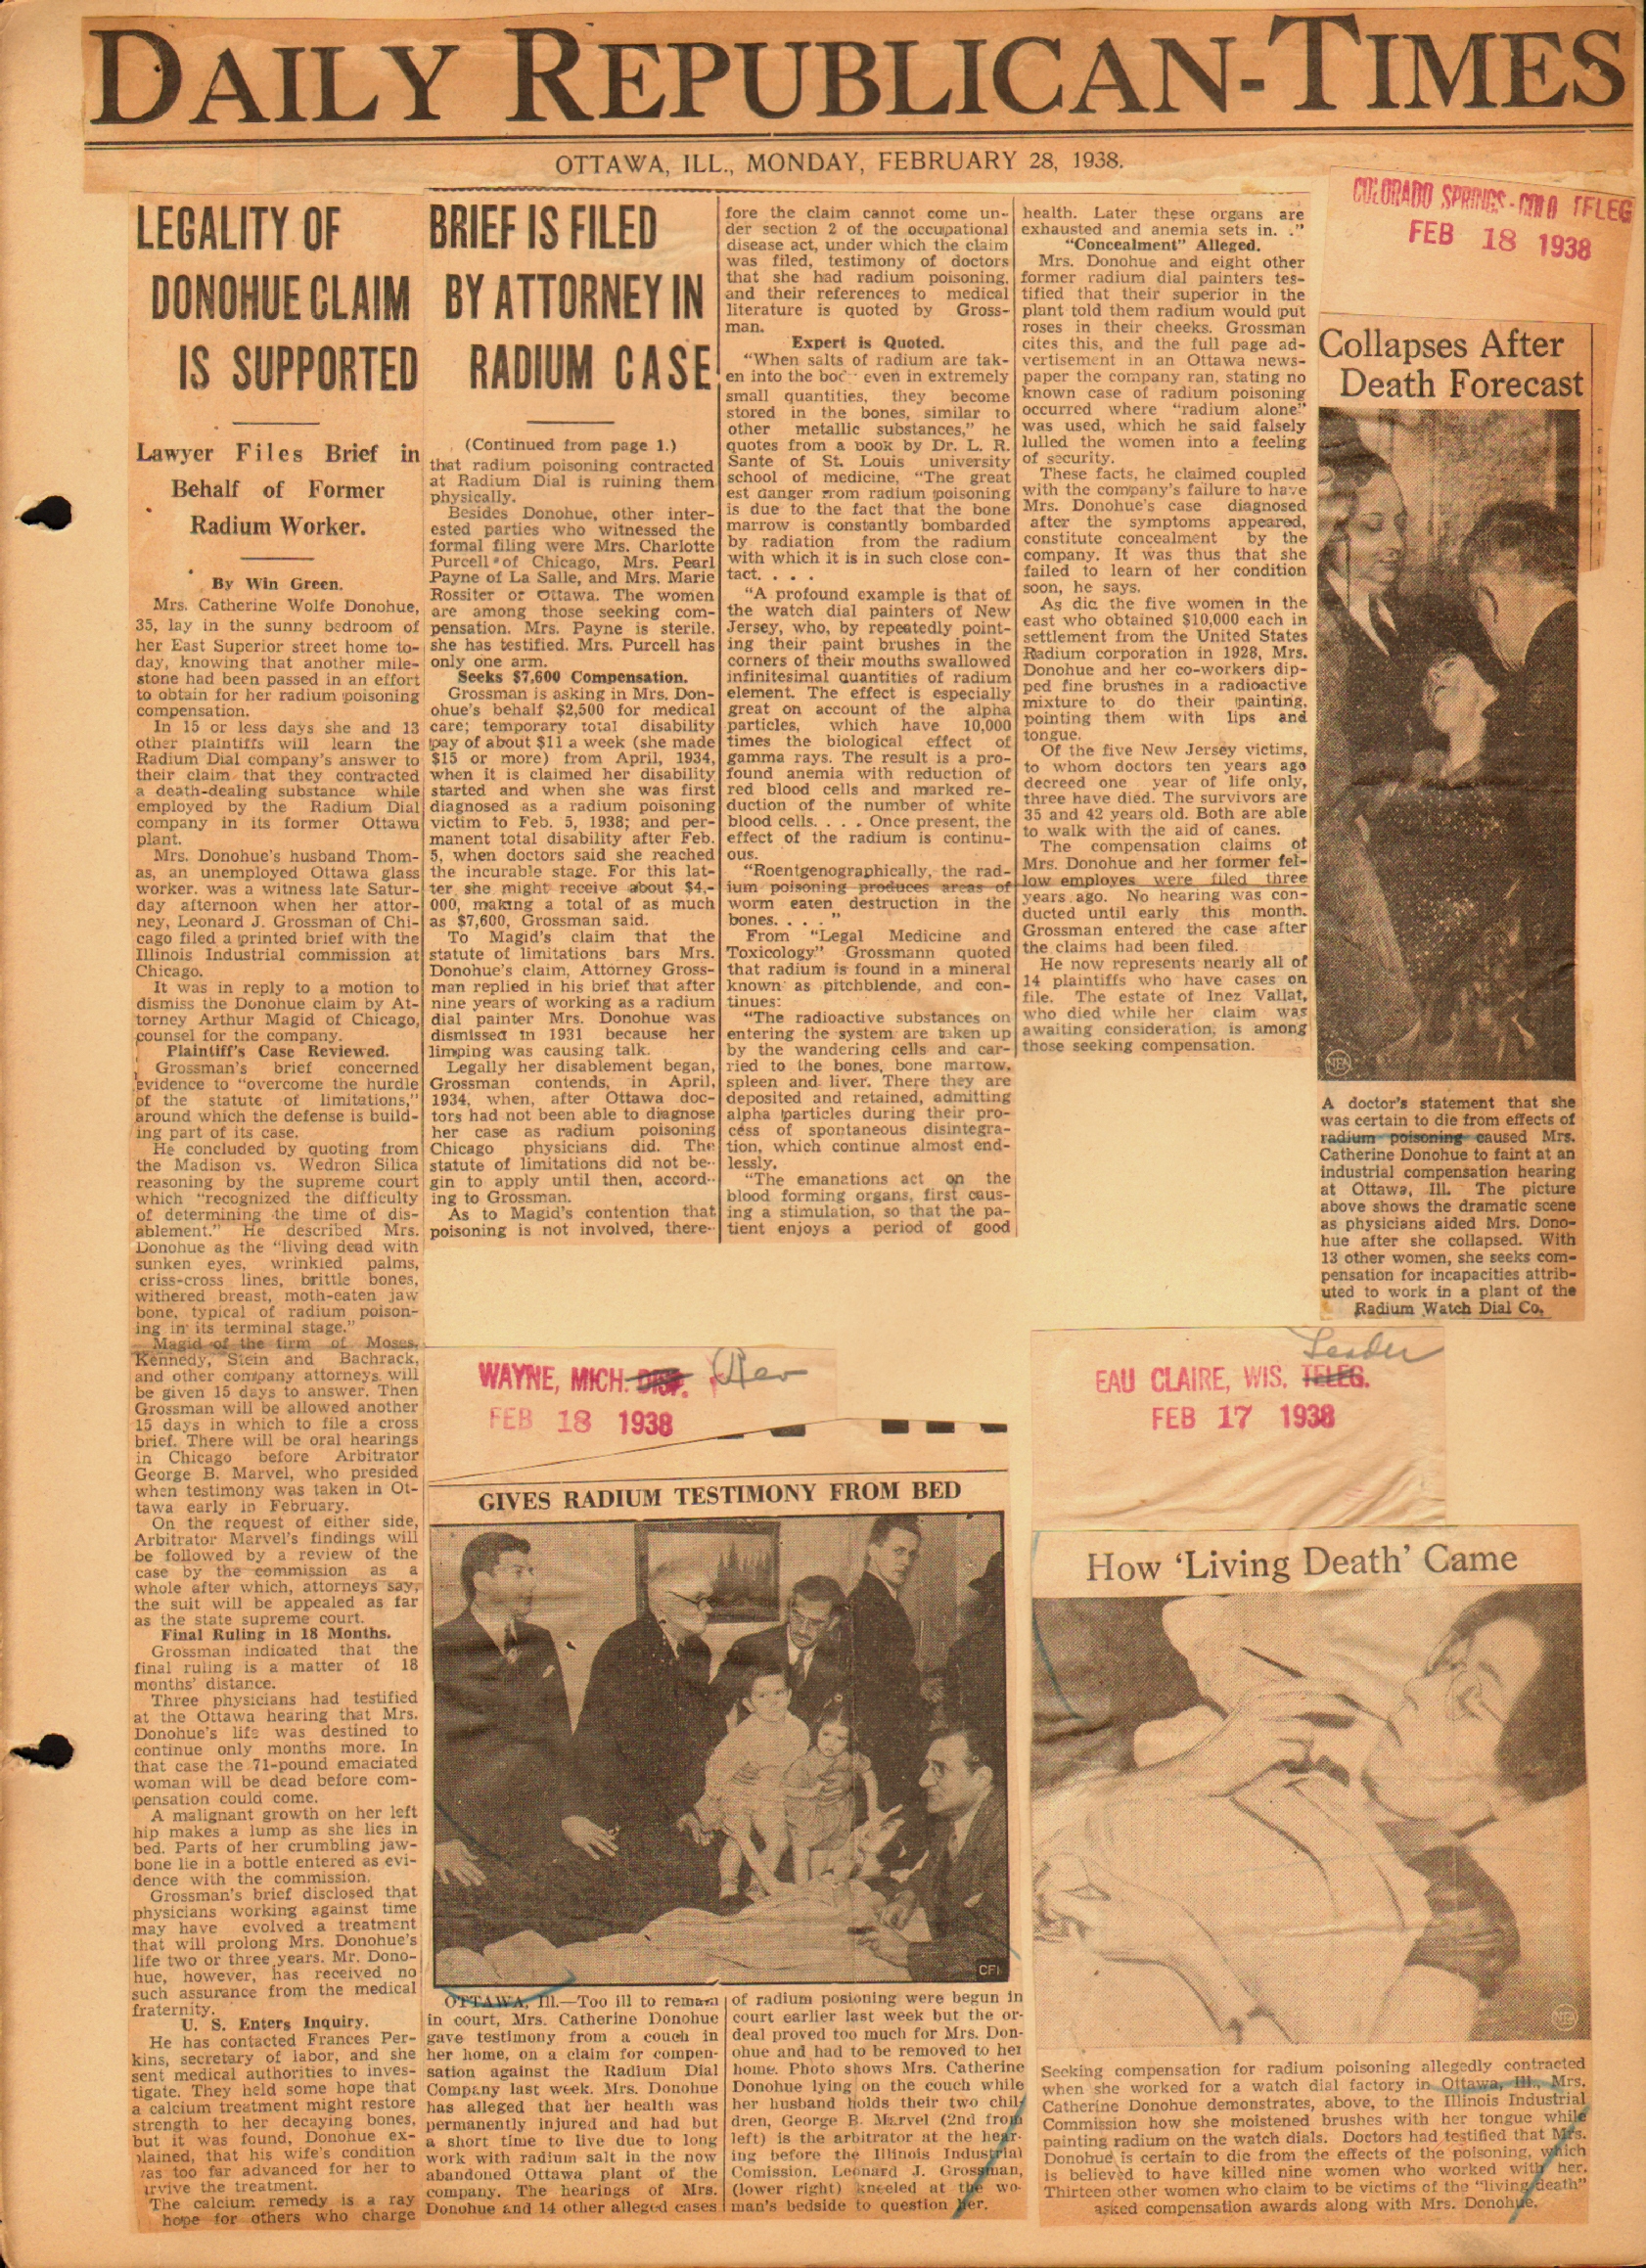 DAILY REPUBLICAN-TIMES
OTTAWA, ILL., MONDAY, FEBRUARY 28, 1938.
LEGALITY OF
DONOHUE CLAIM
IS SUPPORTED
Lawyer Files Brief in
Behalf of Former
Radium Worker.
By Win Green.
Mrs. Catherine Wolfe Donohue,
35, lay in the sunny bedroom of
her East Superior street home to-
day, knowing that another mile-
stone had been passed in an effort
to obtain for her radium poisoning
compensation.
In 15 or less days she and 13
other plaintiffs will learn the
Radium Dial company's answer to
their claim that they contracted
a death-dealing substance while
employed by the Radium Dial
company in its former Ottawa
plant.
Mrs. Donohue's husband Thom-
as, an unemployed Ottawa glass
worker. was a witness late Satur-
day afternoon when her attor-
ney, Leonard J. Grossman of Chi-
cago filed a printed brief with the
Illinois Industrial commission at
Chicago.
It was in reply to a motion to
dismiss the Donohue claim by At-
torney Arthur Magid of Chicago,
counsel for the company.
Plaintiff's Case Reviewed.
Grossman's brief concerned
evidence to "overcome the hurdle
of the statute of limitations,"
around which the defense is build-
ing part of its case.
He concluded by quoting from
the Madison vs. Wedron Silica
reasoning by the supreme court
which "recognized the difficulty
of determining the time of dis-
ablement." He described Mrs.
Donohue as the "living dead with
sunken eyes, wrinkled palms,
criss-cross lines, brittle bones,
withered breast, moth-eaten jaw
bone, typical of radium poison-
ing in its terminal stage."
Magid of the firm of Moses,
Kennedy, Stein and Bachrack,
and other company attorneys will
be given 15 days to answer. Then
Grossman will be allowed another
15 days in which to file a cross
brief. There will be oral hearings
in Chicago before Arbitrator
George B. Marvel, who presided
when testimony was taken in Ot-
tawa early in February.
On the request of either side,
Arbitrator Marvel's findings will
be followed by a review of the
case by the commission as a
whole after which, attorneys say,
the suit will be appealed as far
as the state supreme court.
Final Ruling in 18 Months.
Grossman indicated that the
final ruling is a matter of 18
months' distance.
Three physicians had testified
at the Ottawa hearing that Mrs.
Donohue's life was destined to
continue only months more. In
that case the 71-pound emaciated
woman will be dead before com-
pensation could come.
A malignant growth on her left
hip makes a lump as she lies in
bed. Parts of her crumbling jaw-
bone lie in a bottle entered as evi-
dence with the commission.
Grossman's brief disclosed that
physicians working against time
may have evolved a treatment
that will prolong Mrs. Donohue's
life two or three years. Mr. Dono-
hue, however, has received no
such assurance from the medical
fraternity.
U. S. Enters Inquiry.
He has contacted Frances Per-
kins, secretary of labor, and she
sent medical authorities to inves-
tigate. They held some hope that
a calcium treatment might restore
strength to her decaying bones,
but it was found, Donohue ex-
plained, that his wife's condition
was too far advanced for her to
urvive the treatment.
The calcium remedy is a ray
hope for others who charge
BRIEF IS FILED
BY ATTORNEY IN
RADIUM CASE
(Continued from page 1.)
that radium poisoning contracted
at Radium Dial is ruining them
physically.
Besides Donohue, other inter-
ested parties who witnessed the
formal filing were Mrs. Charlotte
Purcell of Chicago, Mrs. Pearl
Payne of La Salle, and Mrs. Marie
Rossiter of Ottawa. The women
are among those seeking com-
pensation. Mrs. Payne is sterile,
she has testified. Mrs. Purcell has
only one arm.
Seeks $7,600 Compensation.
Grossman is asking in Mrs. Don-
ohue's behalf $2,500 for medical
care; temporary total disability
pay of about $11 a week (she made
$15 or more) from April, 1934,
when it is claimed her disability
started and when she was first
diagnosed as a radium poisoning
victim to Feb. 5, 1938; and per-
manent total disability after Feb.
5, when doctors said she reached
the incurable stage. For this lat-
ter she might receive about $4,-
000, making a total of as much
as $7,600, Grossman said.
To Magid's claim that the
statute of limitations bars Mrs.
Donohue's claim, Attorney Gross-
man replied in his brief that after
nine years of working as a radium
dial painter Mrs. Donohue was
dismissed in 1931 because her
limping was causing talk.
Legally her disablement began,
Grossman contends, in April,
1934, when, after Ottawa doc-
tors had not been able to diagnose
her case as radium poisoning
Chicago physicians did. The
statute of limitations did not be-
gin to apply until then, accord-
ing to Grossman.
As to Magid's contention that
poisoning is not involved, there-
fore the claim cannot come un-
der section 2 of the occupational
disease act, under which the claim
was filed, testimony of doctors
that she had radium poisoning,
and their references to medical
literature is quoted by Gross-
man.
Expert is Quoted.
"When salts of radium are tak-
en into the bod even in extremely
small quantities, they become
stored in the bones, similar to
other metallic substances," he
quotes from a book by Dr. L. R.
Sante of St. Louis university
school of medicine, "The great
est danger from radium poisoning
is due to the fact that the bone
marrow is constantly bombarded
by radiation from the radium
with which it is in such close con-
tact. . . .
"A profound example is that of
the watch dial painters of New
Jersey, who, by repeatedly point-
ing their paint brushes in the
corners of their mouths swallowed
infinitesimal quantities of radium
element. The effect is especially
great on account of the alpha
particles, which have 10,000
times the biological effect of
gamma rays. The result is a pro-
found anemia with reduction of
red blood cells and marked re-
duction of the number of white
blood cells. . . . Once present, the
effect of the radium is continu-
ous.
"Roentgenographically, the rad-
ium poisoning produces areas of
worm eaten destruction in the
bones. . . . "
From "Legal Medicine and
Toxicology" Grossmann quoted
that radium is found in a mineral
known as pitchblende, and con-
tinues:
"The radioactive substances on
entering the system are taken up
by the wandering cells and car-
ried to the bones, bone marrow,
spleen and liver. There they are
deposited and retained, admitting
alpha particles during their pro-
cess of spontaneous disintegra-
tion, which continue almost end-
lessly.
"The emanations act on the
blood forming organs, first caus-
ing a stimulation, so that the pa-
tient enjoys a period of good
health. Later these organs are
exhausted and anemia sets in. ."
"Concealment" Alleged.
Mrs. Donohue and eight other
former radium dial painters tes-
tified that their superior in the
plant told them radium would put
roses in their cheeks. Grossman
cites this, and the full page ad-
vertisement in an Ottawa news-
paper the company ran, stating no
known case of radium poisoning
occurred where "radium alone"
was used, which he said falsely
lulled the women into a feeling
of security.
These facts, he claimed coupled
with the company's failure to have
Mrs. Donohue's case diagnosed
after the symptoms appeared,
constitute concealment by the
company. It was thus that she
failed to learn of her condition
soon, he says.
As dic the five women in the
east who obtained $10,000 each in
settlement from the United States
Radium corporation in 1928, Mrs.
Donohue and her co-workers dip-
ped fine brushes in a radioactive
mixture to do their painting,
pointing them with lips and
tongue.
Of the five New Jersey victims,
to whom doctors ten years ago
decreed one year of life only,
three have died. The survivors are
35 and 42 years old. Both are able
to walk with the aid of canes.
The compensation claims of
Mrs. Donohue and her former fel-
low employes were filed three
years ago. No hearing was con-
ducted until early this month.
Grossman entered the case after
the claims had been filed.
He now represents nearly all of
14 plaintiffs who have cases on
file. The estate of Inez Vallat,
who died while her claim was
awaiting consideration, is among
those seeking compensation.
COLORADO SPRINGS - COLO TELEG
FEB 18 1938
Collapses After
Death Forecast
NEA
A doctor's statement that she
was certain to die from effects of
radium poisoning caused Mrs.
Catherine Donohue to faint at an
industrial compensation hearing
at Ottawa, Ill. The picture
above shows the dramatic scene
as physicians aided Mrs. Dono-
hue after she collapsed. With
13 other women, she seeks com-
pensation for incapacities attrib-
uted to work in a plant of the
Radium Watch Dial Co.
WAYNE, MICH. DISP. Rev
FEB 18 1938
GIVES RADIUM TESTIMONY FROM BED
CFI
OTTAWA, Ill.—Too ill to remain
in court, Mrs. Catherine Donohue
gave testimony from a couch in
her home, on a claim for compen-
sation against the Radium Dial
Company last week. Mrs. Donohue
has alleged that her health was
permanently injured and had but
a short time to live due to long
work with radium salt in the now
abandoned Ottawa plant of the
company. The hearings of Mrs.
Donohue and 14 other alleged cases
of radium posioning were begun in
court earlier last week but the or-
deal proved too much for Mrs. Don-
ohue and had to be removed to her
home. Photo shows Mrs. Catherine
Donohue lying on the couch while
her husband holds their two chil-
dren, George B. Marvel (2nd from
left) is the arbitrator at the hear-
ing before the Illinois Industrial
Comission. Leonard J. Grossman,
(lower right) kneeled at the wo-
man's bedside to question her.
Leader
EAU CLAIRE, WIS. TELEG.
FEB 17 1938
How 'Living Death' Came
NEA
Seeking compensation for radium poisoning allegedly contracted
when she worked for a watch dial factory in Ottawa, Ill., Mrs.
Catherine Donohue demonstrates, above, to the Illinois Industrial
Commission how she moistened brushes with her tongue while
painting radium on the watch dials. Doctors had testified that Mrs.
Donohue is certain to die from the effects of the poisoning, which
is believed to have killed nine women who worked with her.
Thirteen other women who claim to be victims of the "living death"
asked compensation awards along with Mrs. Donohue.